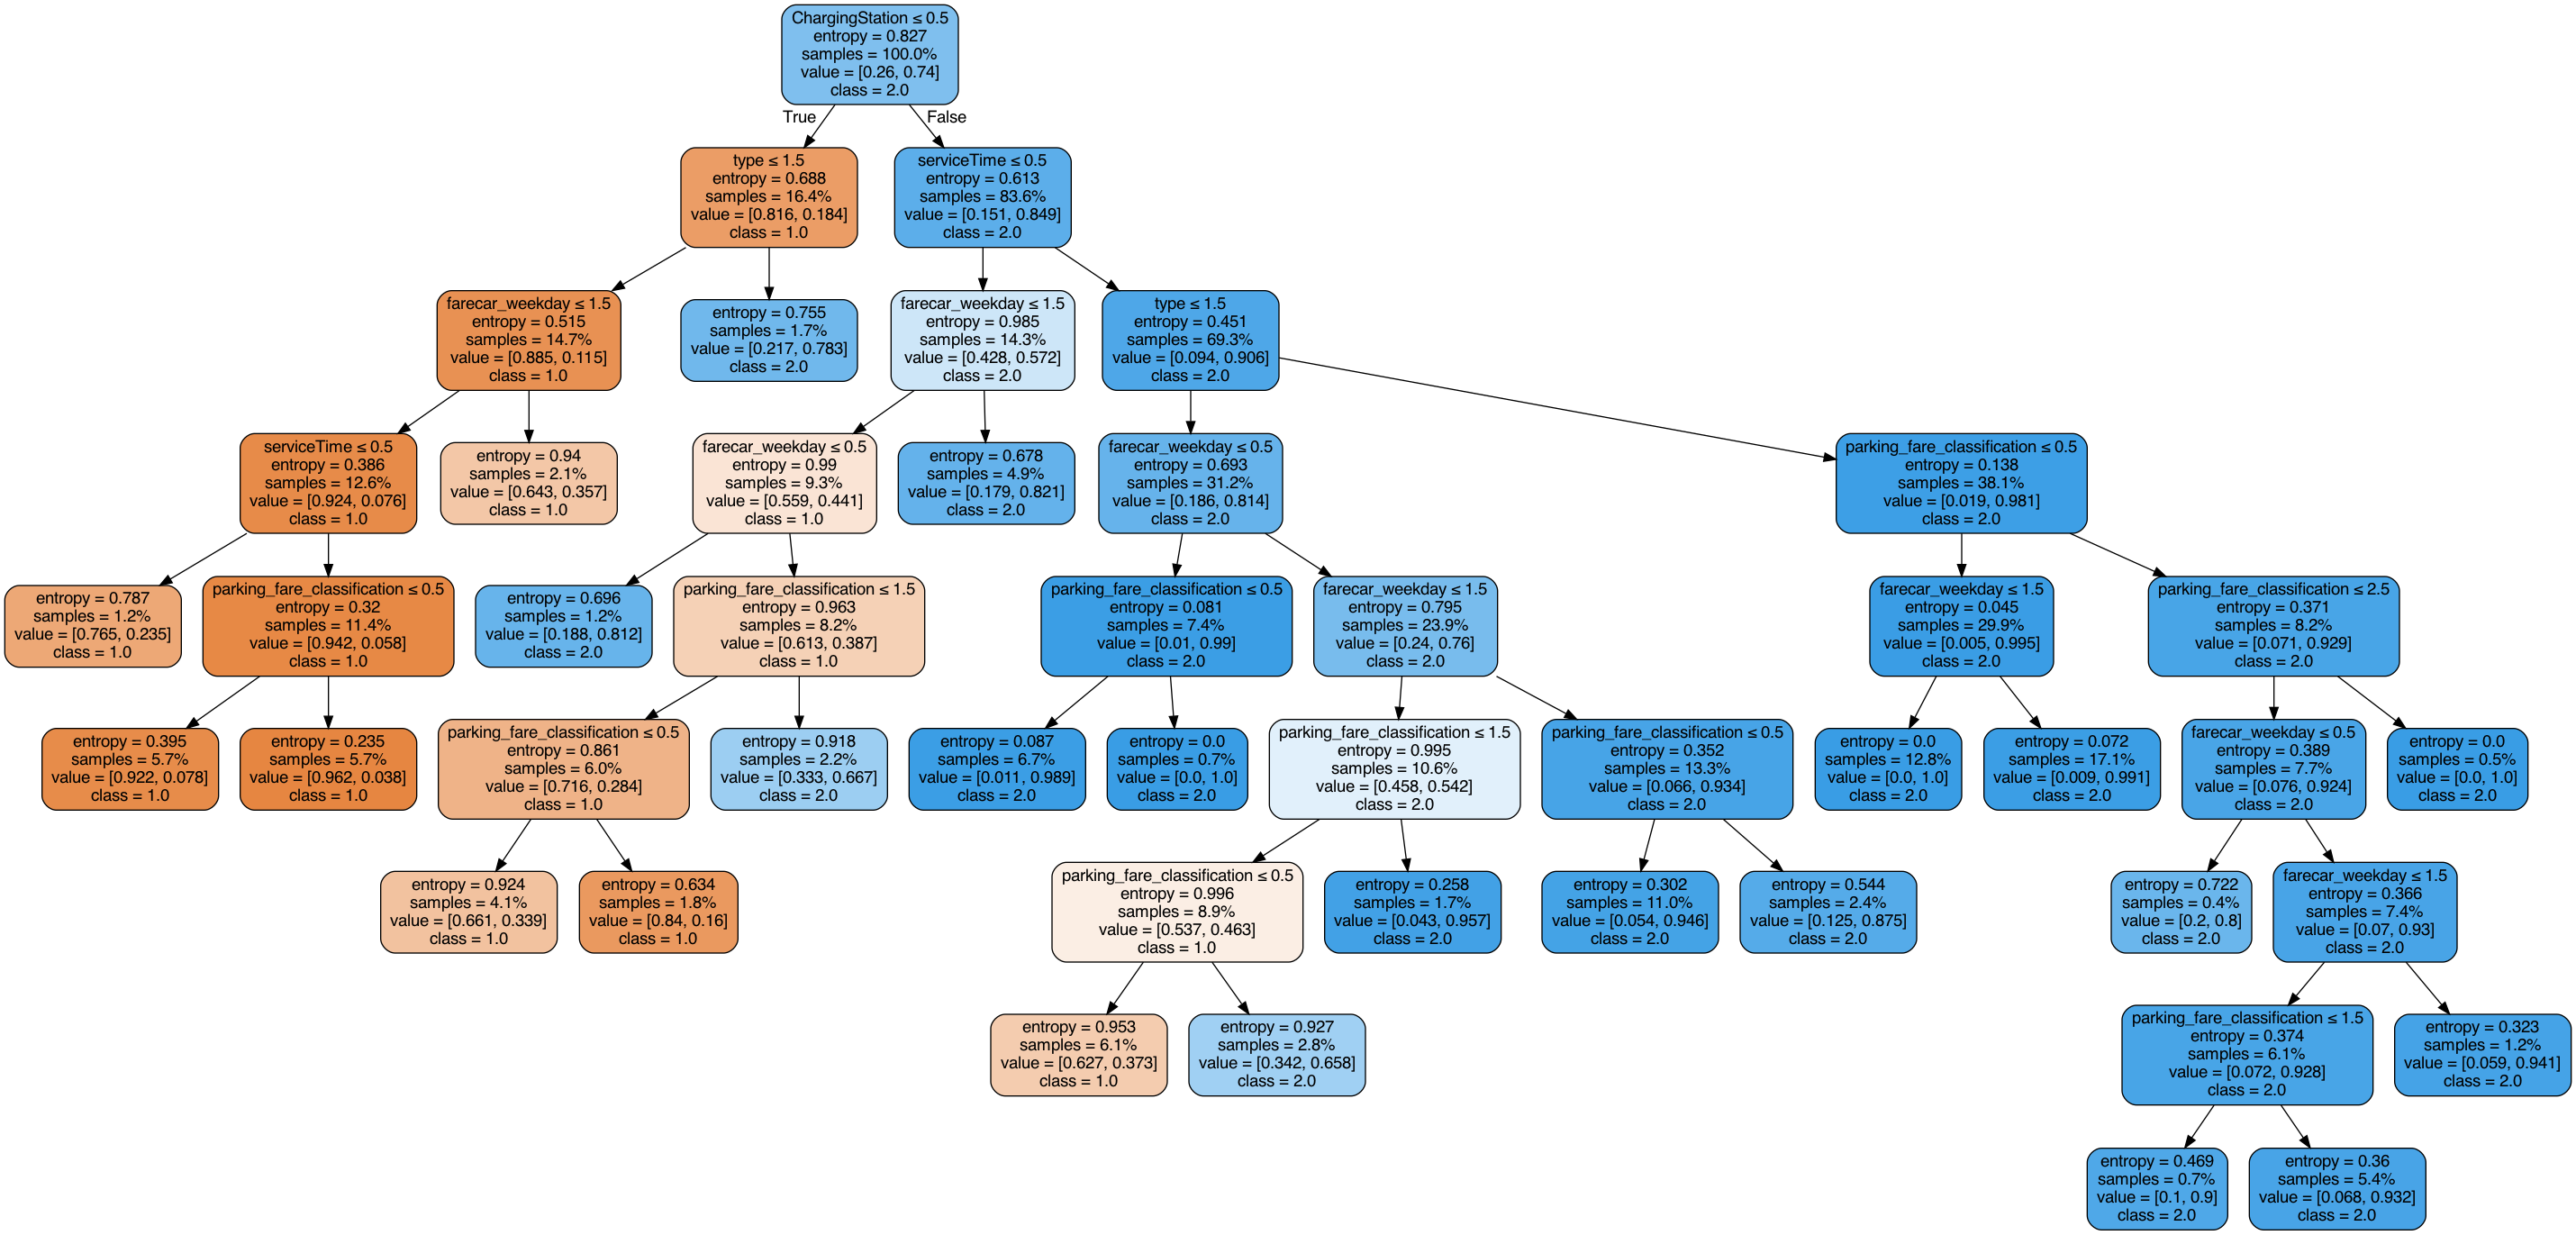 ChargingStation ≤ 0.5
entropy = 0.827
samples = 100.0%
value = [0.26, 0.74]
class = 2.0
True
False
type ≤ 1.5
entropy = 0.688
samples = 16.4%
value = [0.816, 0.184]
class = 1.0
serviceTime ≤ 0.5
entropy = 0.613
samples = 83.6%
value = [0.151, 0.849]
class = 2.0
farecar_weekday ≤ 1.5
entropy = 0.515
samples = 14.7%
value = [0.885, 0.115]
class = 1.0
entropy = 0.755
samples = 1.7%
value = [0.217, 0.783]
class = 2.0
farecar_weekday ≤ 1.5
entropy = 0.985
samples = 14.3%
value = [0.428, 0.572]
class = 2.0
type ≤ 1.5
entropy = 0.451
samples = 69.3%
value = [0.094, 0.906]
class = 2.0
serviceTime ≤ 0.5
entropy = 0.386
samples = 12.6%
value = [0.924, 0.076]
class = 1.0
entropy = 0.94
samples = 2.1%
value = [0.643, 0.357]
class = 1.0
farecar_weekday ≤ 0.5
entropy = 0.99
samples = 9.3%
value = [0.559, 0.441]
class = 1.0
entropy = 0.678
samples = 4.9%
value = [0.179, 0.821]
class = 2.0
farecar_weekday ≤ 0.5
entropy = 0.693
samples = 31.2%
value = [0.186, 0.814]
class = 2.0
parking_fare_classification ≤ 0.5
entropy = 0.138
samples = 38.1%
value = [0.019, 0.981]
class = 2.0
entropy = 0.787
samples = 1.2%
value = [0.765, 0.235]
class = 1.0
parking_fare_classification ≤ 0.5
entropy = 0.32
samples = 11.4%
value = [0.942, 0.058]
class = 1.0
entropy = 0.696
samples = 1.2%
value = [0.188, 0.812]
class = 2.0
parking_fare_classification ≤ 1.5
entropy = 0.963
samples = 8.2%
value = [0.613, 0.387]
class = 1.0
parking_fare_classification ≤ 0.5
entropy = 0.081
samples = 7.4%
value = [0.01, 0.99]
class = 2.0
farecar_weekday ≤ 1.5
entropy = 0.795
samples = 23.9%
value = [0.24, 0.76]
class = 2.0
farecar_weekday ≤ 1.5
entropy = 0.045
samples = 29.9%
value = [0.005, 0.995]
class = 2.0
parking_fare_classification ≤ 2.5
entropy = 0.371
samples = 8.2%
value = [0.071, 0.929]
class = 2.0
entropy = 0.395
samples = 5.7%
value = [0.922, 0.078]
class = 1.0
entropy = 0.235
samples = 5.7%
value = [0.962, 0.038]
class = 1.0
parking_fare_classification ≤ 0.5
entropy = 0.861
samples = 6.0%
value = [0.716, 0.284]
class = 1.0
entropy = 0.918
samples = 2.2%
value = [0.333, 0.667]
class = 2.0
entropy = 0.087
samples = 6.7%
value = [0.011, 0.989]
class = 2.0
entropy = 0.0
samples = 0.7%
value = [0.0, 1.0]
class = 2.0
parking_fare_classification ≤ 1.5
entropy = 0.995
samples = 10.6%
value = [0.458, 0.542]
class = 2.0
parking_fare_classification ≤ 0.5
entropy = 0.352
samples = 13.3%
value = [0.066, 0.934]
class = 2.0
entropy = 0.0
samples = 12.8%
value = [0.0, 1.0]
class = 2.0
entropy = 0.072
samples = 17.1%
value = [0.009, 0.991]
class = 2.0
farecar_weekday ≤ 0.5
entropy = 0.389
samples = 7.7%
value = [0.076, 0.924]
class = 2.0
entropy = 0.0
samples = 0.5%
value = [0.0, 1.0]
class = 2.0
entropy = 0.924
samples = 4.1%
value = [0.661, 0.339]
class = 1.0
entropy = 0.634
samples = 1.8%
value = [0.84, 0.16]
class = 1.0
parking_fare_classification ≤ 0.5
entropy = 0.996
samples = 8.9%
value = [0.537, 0.463]
class = 1.0
entropy = 0.258
samples = 1.7%
value = [0.043, 0.957]
class = 2.0
entropy = 0.302
samples = 11.0%
value = [0.054, 0.946]
class = 2.0
entropy = 0.544
samples = 2.4%
value = [0.125, 0.875]
class = 2.0
entropy = 0.722
samples = 0.4%
value = [0.2, 0.8]
class = 2.0
farecar_weekday ≤ 1.5
entropy = 0.366
samples = 7.4%
value = [0.07, 0.93]
class = 2.0
entropy = 0.953
samples = 6.1%
value = [0.627, 0.373]
class = 1.0
entropy = 0.927
samples = 2.8%
value = [0.342, 0.658]
class = 2.0
parking_fare_classification ≤ 1.5
entropy = 0.374
samples = 6.1%
value = [0.072, 0.928]
class = 2.0
entropy = 0.323
samples = 1.2%
value = [0.059, 0.941]
class = 2.0
entropy = 0.469
samples = 0.7%
value = [0.1, 0.9]
class = 2.0
entropy = 0.36
samples = 5.4%
value = [0.068, 0.932]
class = 2.0